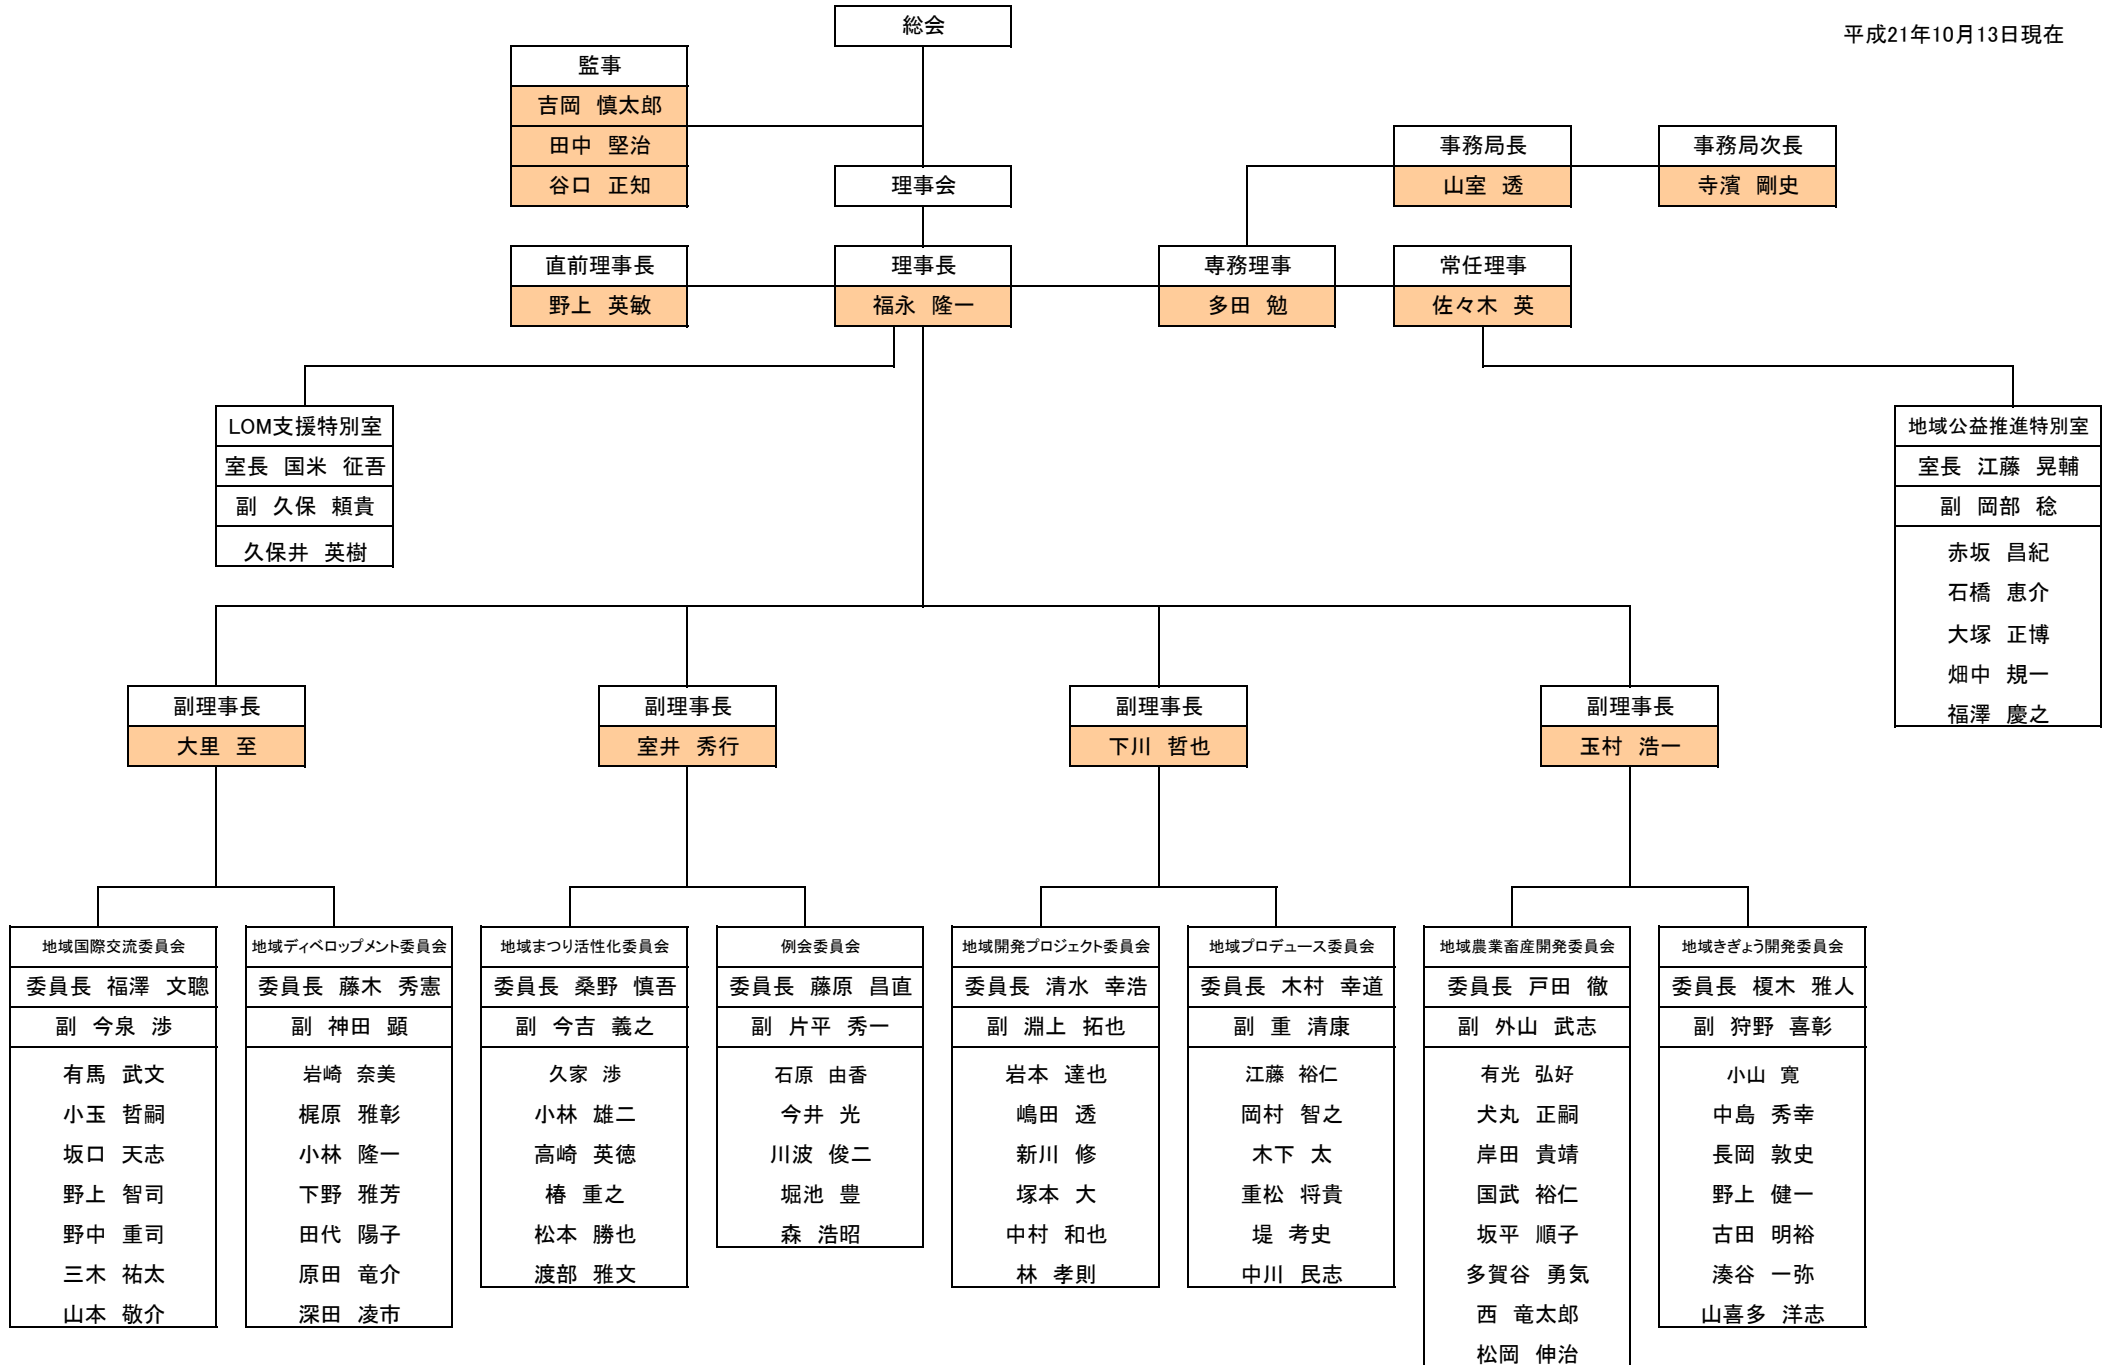 総会
平成21年10月13日現在
監事
吉岡 慎太郎
田中 堅治
谷口 正知
理事会
事務局長
山室 透
事務局次長
寺濱 剛史
直前理事長
野上 英敏
理事長
福永 隆一
専務理事
多田 勉
常任理事
佐々木 英
LOM支援特別室
室長 国米 征吾
副 久保 頼貴
久保井 英樹
地域公益推進特別室
室長 江藤 晃輔
副 岡部 稔
赤坂 昌紀
石橋 恵介
大塚 正博
畑中 規一
福澤 慶之
副理事長
大里 至
副理事長
室井 秀行
副理事長
下川 哲也
副理事長
玉村 浩一
地域国際交流委員会
委員長 福澤 文聰
副 今泉 渉
有馬 武文
小玉 哲嗣
坂口 天志
野上 智司
野中 重司
三木 祐太
山本 敬介
地域ディベロップメント委員会
委員長 藤木 秀憲
副 神田 顕
岩崎 奈美
梶原 雅彰
小林 隆一
下野 雅芳
田代 陽子
原田 竜介
深田 凌市
地域まつり活性化委員会
委員長 桑野 慎吾
副 今吉 義之
久家 渉
小林 雄二
高崎 英徳
椿 重之
松本 勝也
渡部 雅文
例会委員会
委員長 藤原 昌直
副 片平 秀一
石原 由香
今井 光
川波 俊二
堀池 豊
森 浩昭
地域開発プロジェクト委員会
委員長 清水 幸浩
副 淵上 拓也
岩本 達也
嶋田 透
新川 修
塚本 大
中村 和也
林 孝則
地域プロデュース委員会
委員長 木村 幸道
副 重 清康
江藤 裕仁
岡村 智之
木下 太
重松 将貴
堤 考史
中川 民志
地域農業畜産開発委員会
委員長 戸田 徹
副 外山 武志
有光 弘好
犬丸 正嗣
岸田 貴靖
国武 裕仁
坂平 順子
多賀谷 勇気
西 竜太郎
松岡 伸治
地域きぎょう開発委員会
委員長 榎木 雅人
副 狩野 喜彰
小山 寛
中島 秀幸
長岡 敦史
野上 健一
古田 明裕
湊谷 一弥
山喜多 洋志